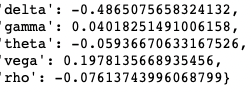 'delta': -0.4865075658324132,
'gamma': 0.04018251491006158,
'theta': -0.05936670633167526,
'vega': 0.1978135668935456,
'rho': -0.07613743996068799}